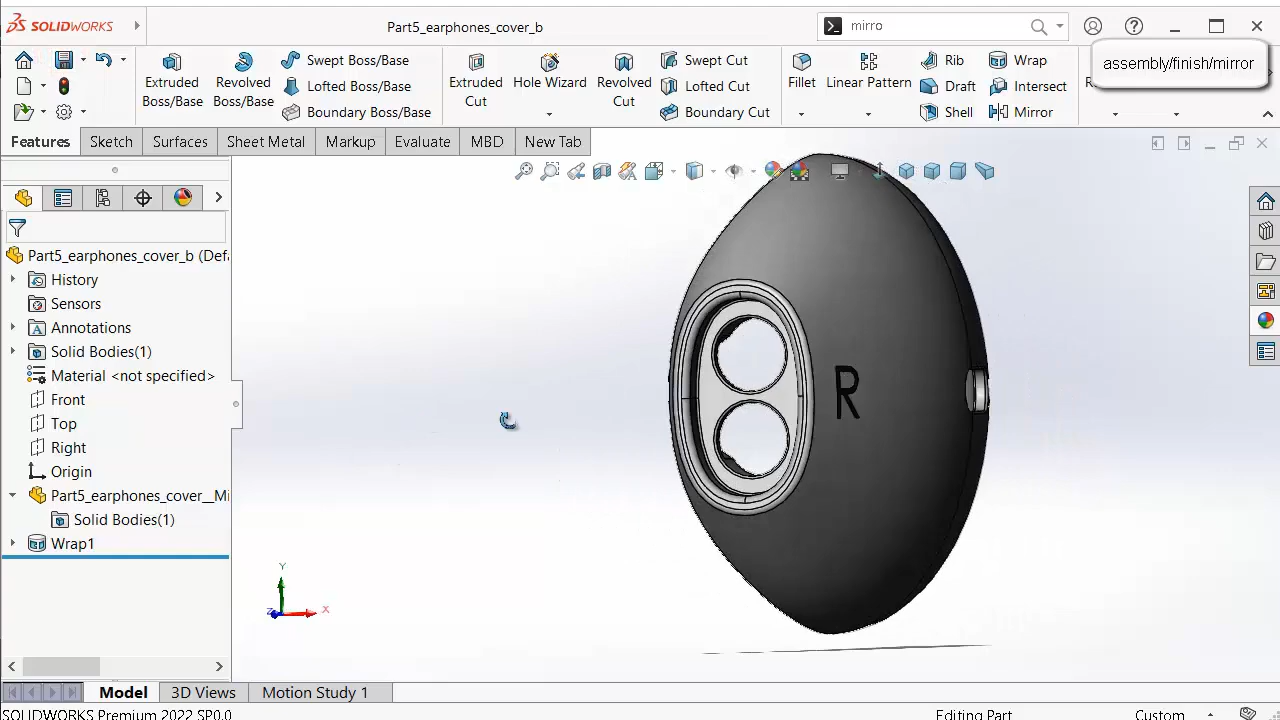 SOLIDWORKS
Part5_earphones_cover_b
mirro
assembly/finish/mirror
Extruded Boss/Base
Revolved Boss/Base
Swept Boss/Base
Lofted Boss/Base
Boundary Boss/Base
Extruded Cut
Hole Wizard
Revolved Cut
Swept Cut
Lofted Cut
Boundary Cut
Fillet
Linear Pattern
Rib
Draft
Shell
Wrap
Intersect
Mirror
Features
Sketch
Surfaces
Sheet Metal
Markup
Evaluate
MBD
New Tab
Part5_earphones_cover_b (Def
History
Sensors
Annotations
Solid Bodies(1)
Material <not specified>
Front
Top
Right
Origin
Part5_earphones_cover__Mi
Solid Bodies(1)
Wrap1
R
Y
X
Z
Model
3D Views
Motion Study 1
SOLIDWORKS Premium 2022 SP0.0
Editing Part
Custom